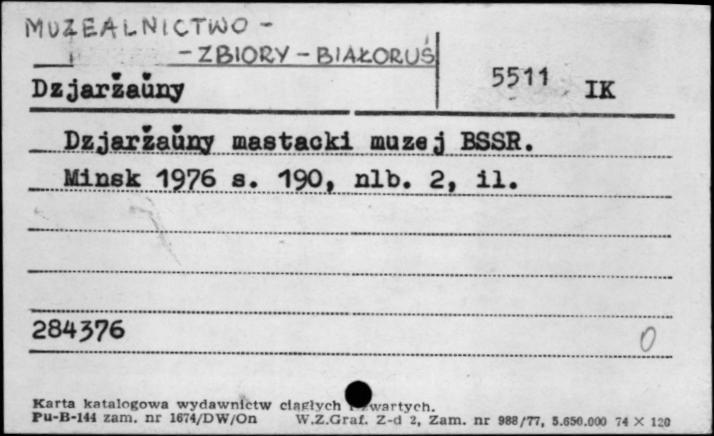 MUZEALNICTWO -
- ZBIORY - BIAŁORUŚ
Dzjaržaŭny
5511 IK
Dzjaržaŭny mastacki muzej BSSR.
Minsk 1976 s. 190, nlb. 2, il.
284376
0
Karta katalogowa wydawnictw ciągłych
Pu-B-144 zam. nr 1674/DW/On W.Z.Graf. Z-d 2, Zam. nr 988/77, 5.650.000 74 X 120